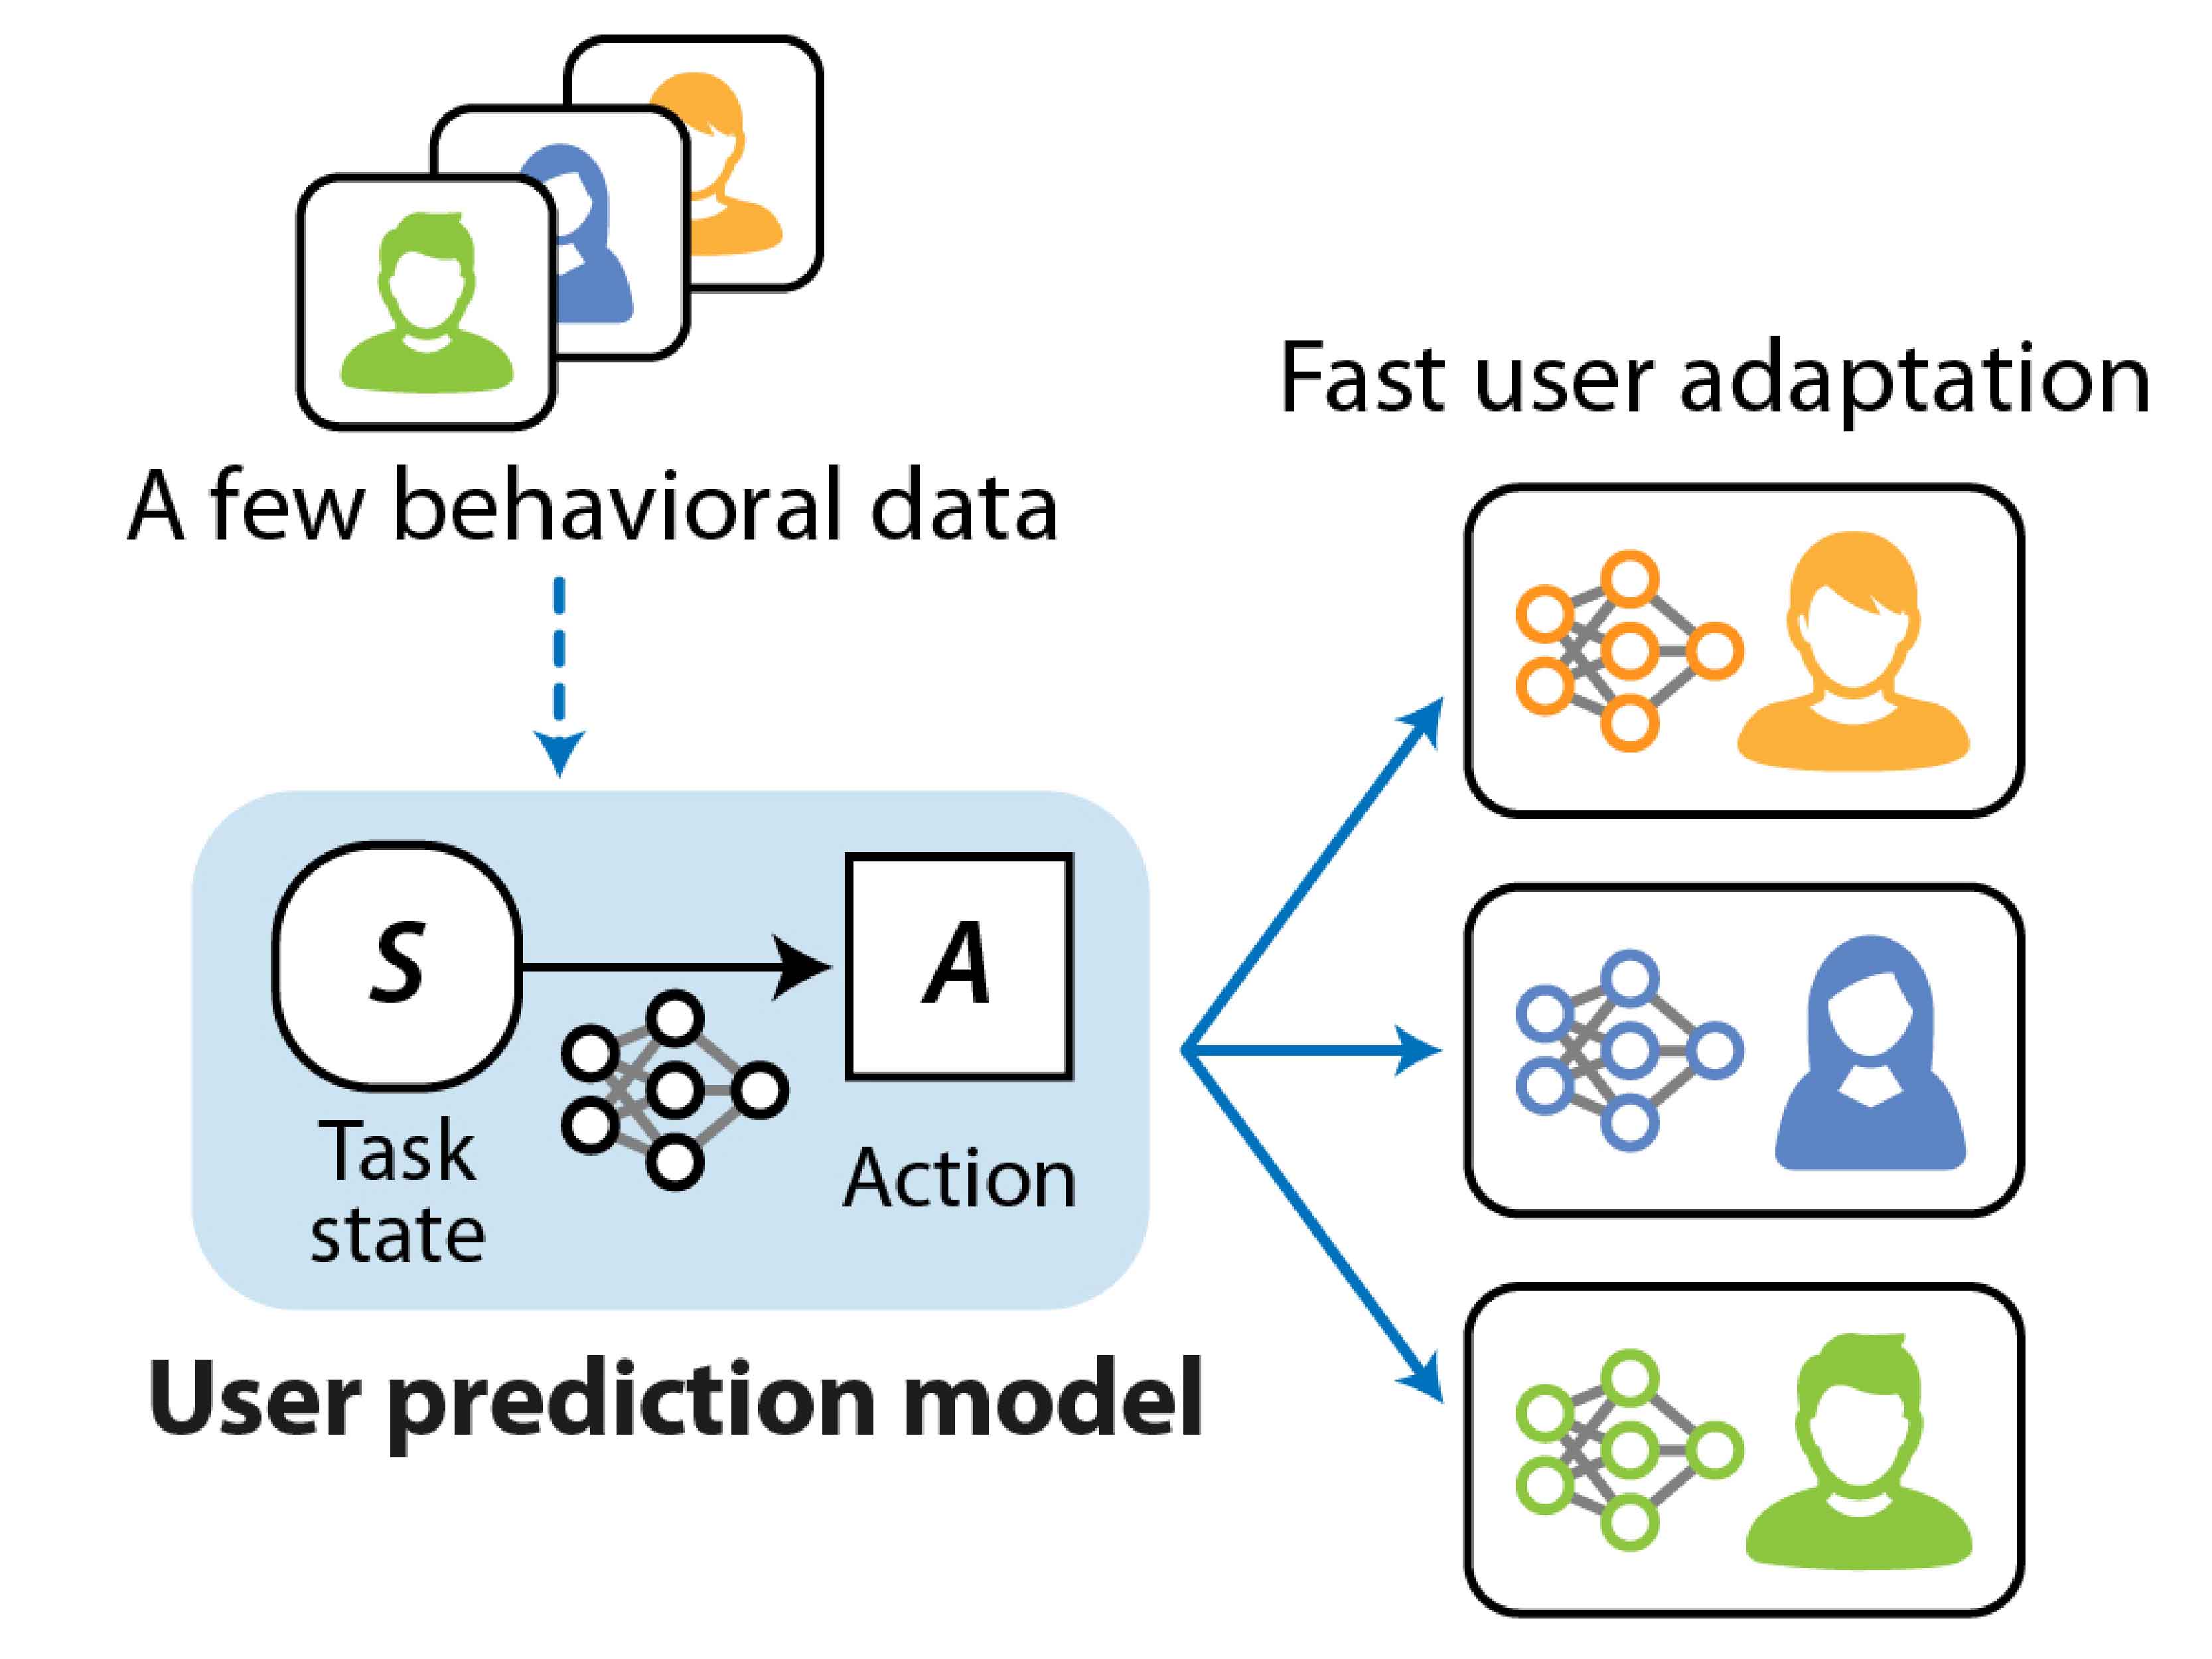 A few behavioral data
S
A
Task
state
Action
User prediction model
Fast user adaptation